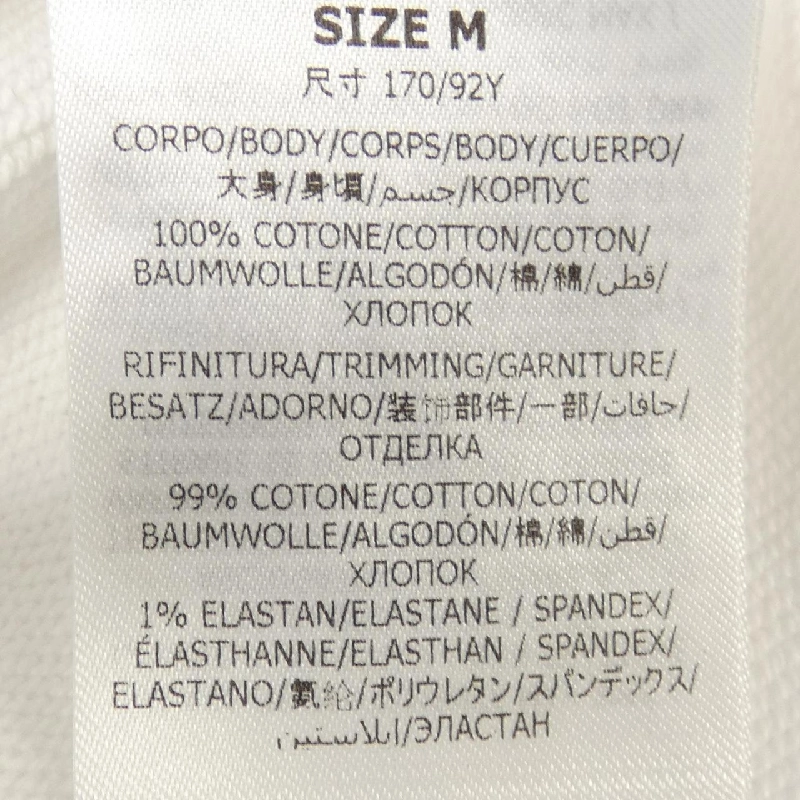 SIZE M
尺寸 170/92Y
CORPO/BODY/CORPS/BODY/CUERPO/
大身/身頃/جسم/КОРПУС
100% COTONE/COTTON/COTON/
BAUMWOLLE/ALGODÓN/棉/綿/قطن/
ХЛОПОК
RIFINITURA/TRIMMING/GARNITURE/
BESATZ/ADORNO/装饰部件/一部/حافات/
ОТДЕЛКА
99% COTONE/COTTON/COTON/
BAUMWOLLE/ALGODÓN/棉/綿/قطن/
ХЛОПОК
1% ELASTAN/ELASTANE / SPANDEX/
ÉLASTHANNE/ELASTHAN / SPANDEX/
ELASTANO/氨纶/ポリウレタン/スパンデックス/
ايلاستين/ЭЛАСТАН